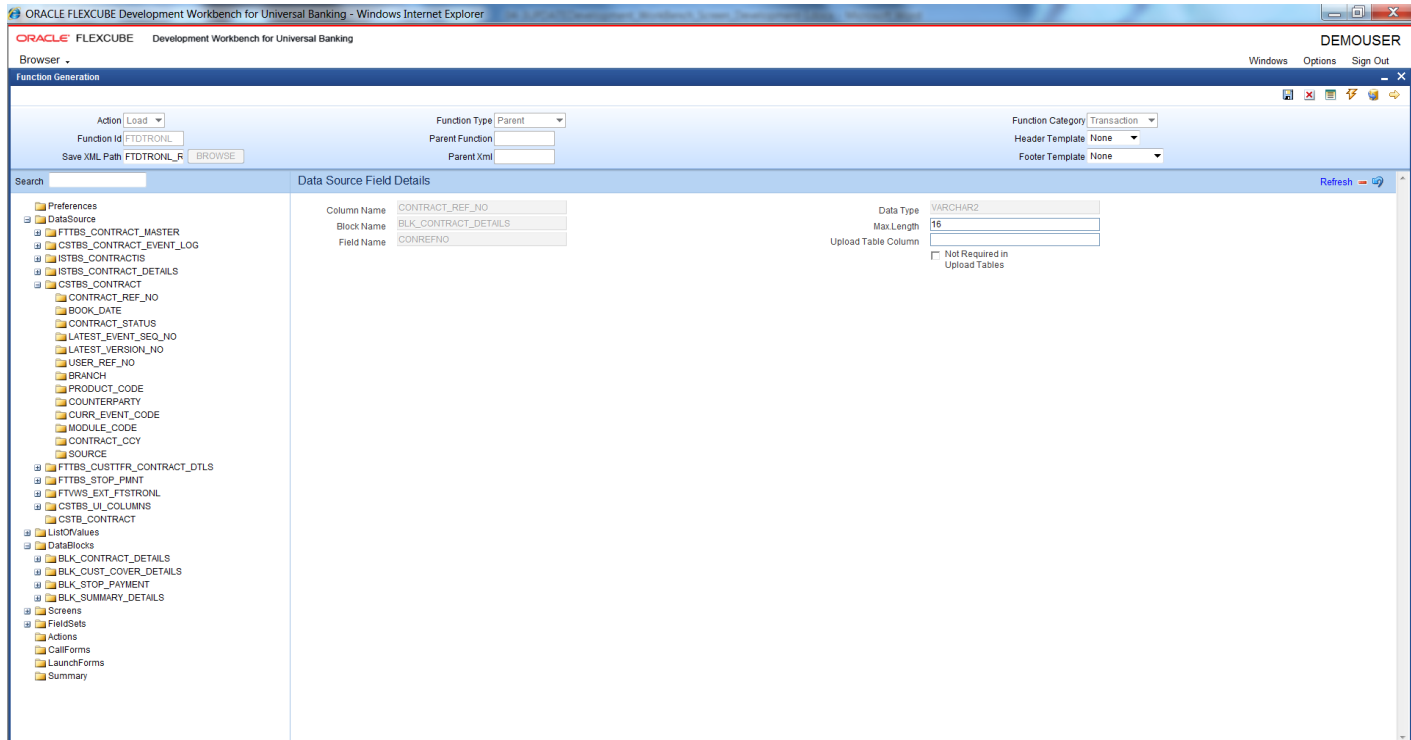 ORACLE FLEXCUBE Development Workbench for Universal Banking - Windows Internet Explorer
ORACLE FLEXCUBE Development Workbench for Universal Banking
DEMOUSER
Browser
Windows Options Sign Out
Function Generation
Action Load Function Type Parent Function Category Transaction
Function Id FTDTRONL Parent Function Header Template None
Save XML Path FTDTRONL_R BROWSE Parent Xml Footer Template None
Search
Data Source Field Details
Refresh
Preferences
DataSource
FTTBS_CONTRACT_MASTER
CSTBS_CONTRACT_EVENT_LOG
ISTBS_CONTRACTIS
ISTBS_CONTRACT_DETAILS
CSTBS_CONTRACT
CONTRACT_REF_NO
BOOK_DATE
CONTRACT_STATUS
LATEST_EVENT_SEQ_NO
LATEST_VERSION_NO
USER_REF_NO
BRANCH
PRODUCT_CODE
COUNTERPARTY
CURR_EVENT_CODE
MODULE_CODE
CONTRACT_CCY
SOURCE
FTTBS_CUSTTFR_CONTRACT_DTLS
FTTBS_STOP_PMNT
FTVWS_EXT_FTSTRONL
CSTBS_UI_COLUMNS
CSTB_CONTRACT
ListOfValues
DataBlocks
BLK_CONTRACT_DETAILS
BLK_CUST_COVER_DETAILS
BLK_STOP_PAYMENT
BLK_SUMMARY_DETAILS
Screens
FieldSets
Actions
CallForms
LaunchForms
Summary
Column Name CONTRACT_REF_NO
Block Name BLK_CONTRACT_DETAILS
Field Name CONREFNO
Data Type VARCHAR2
Max.Length 16
Upload Table Column
Not Required in
Upload Tables